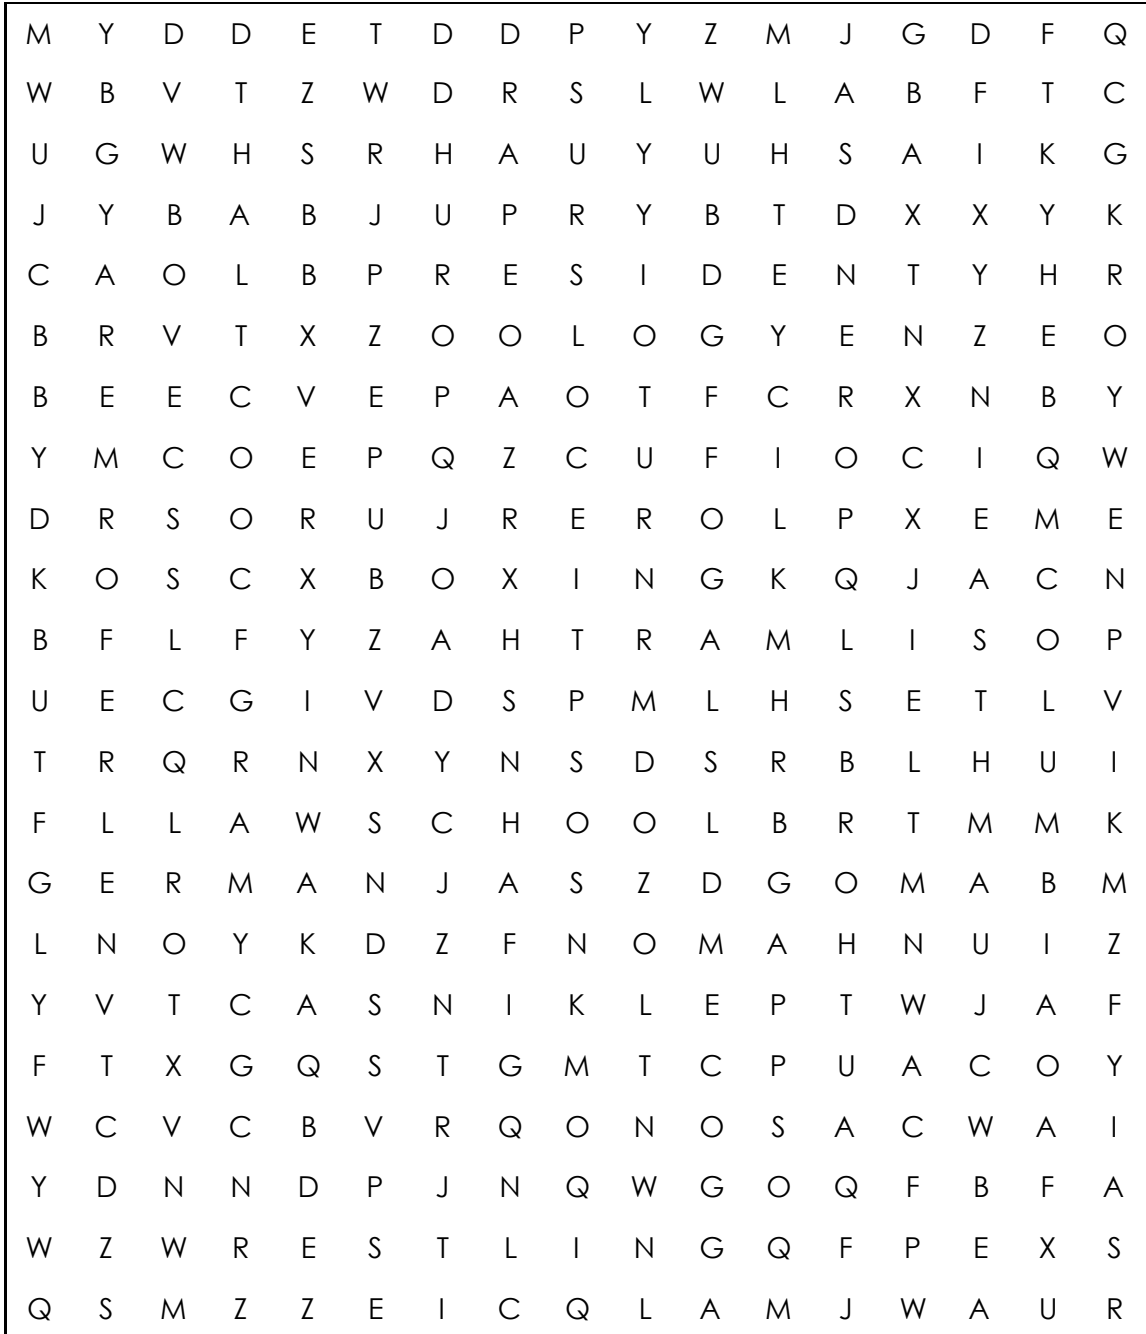 M Y D D E T D D P Y Z M J G D F Q
W B V T Z W D R S L W L A B F T C
U G W H S R H A U Y U H S A I K G
J Y B A B J U P R Y B T D X X Y K
C A O L B P R E S I D E N T Y H R
B R V T X Z O O L O G Y E N Z E O
B E E C V E P A O T F C R X N B Y
Y M C O E P Q Z C U F I O C I Q W
D R S O R U J R E R O L P X E M E
K O S C X B O X I N G K Q J A C N
B F L F Y Z A H T R A M L I S O P
U E C G I V D S P M L H S E T L V
T R Q R N X Y N S D S R B L H U I
F L L A W S C H O O L B R T M M K
G E R M A N J A S Z D G O M A B M
L N O Y K D Z F N O M A H N U I Z
Y V T C A S N I K L E P T W J A F
F T X G Q S T G M T C P U A C O Y
W C V C B V R Q O N O S A C W A I
Y D N N D P J N Q W G O Q F B F A
W Z W R E S T L I N G Q F P E X S
Q S M Z Z E I C Q L A M J W A U R